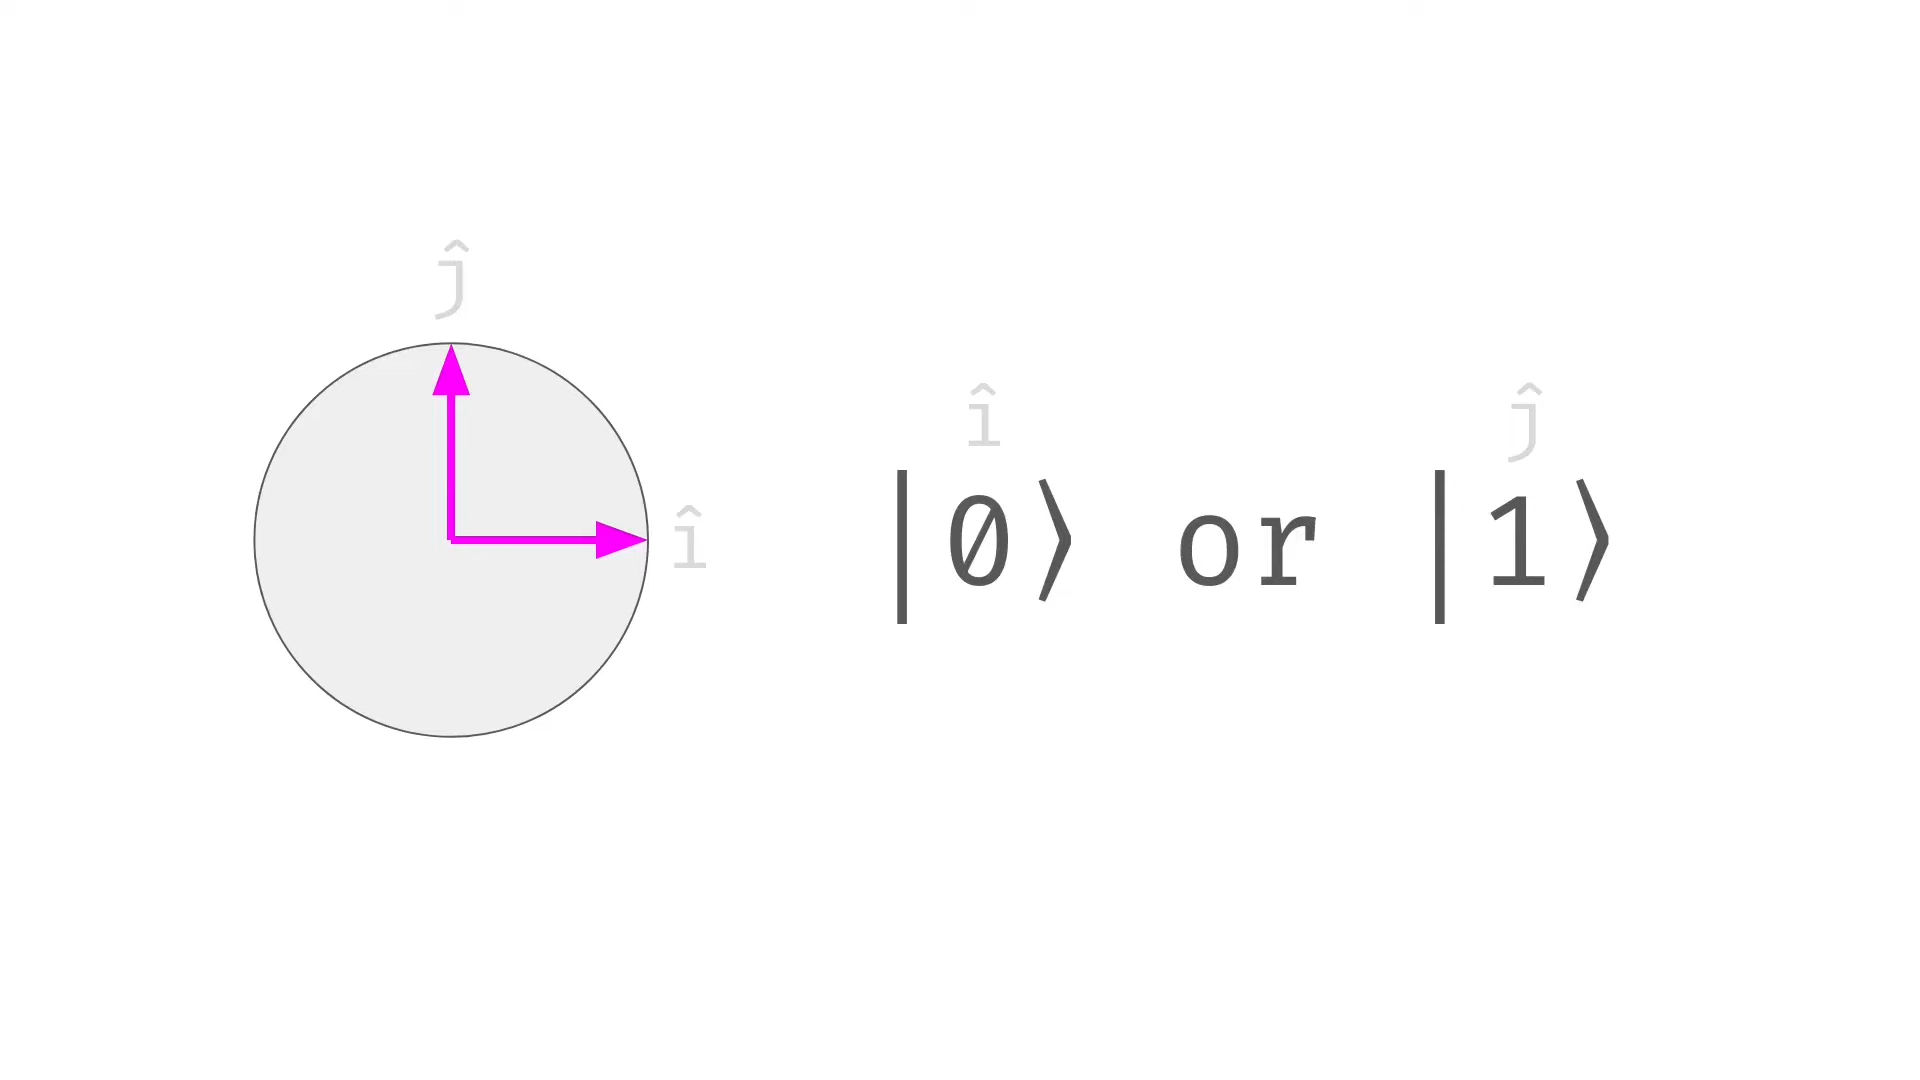 ĵ
î
î ĵ
|0⟩ or |1⟩